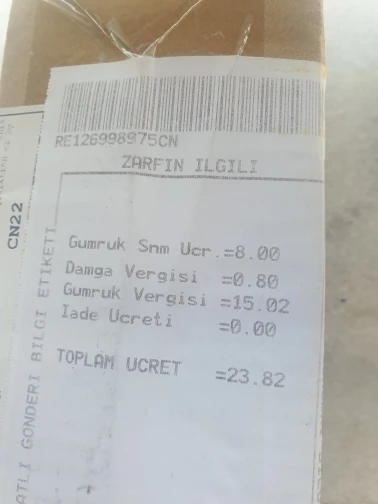 RE126998975CN
ZARFIN ILGILI
Gumruk Snm Ucr.=8.00
Damga Vergisi =0.80
Gumruk Vergisi =15.02
Iade Ucreti =0.00
TOPLAM UCRET =23.82
CN22
ATLI GONDERI BILGI ETIKETI